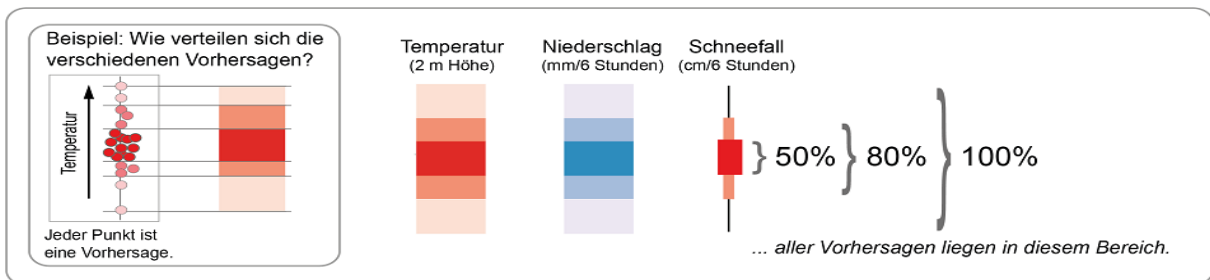 Beispiel: Wie verteilen sich die
verschiedenen Vorhersagen?
Temperatur
Jeder Punkt ist
eine Vorhersage.
Temperatur
(2 m Höhe)
Niederschlag
(mm/6 Stunden)
Schneefall
(cm/6 Stunden)
50%
80%
100%
... aller Vorhersagen liegen in diesem Bereich.